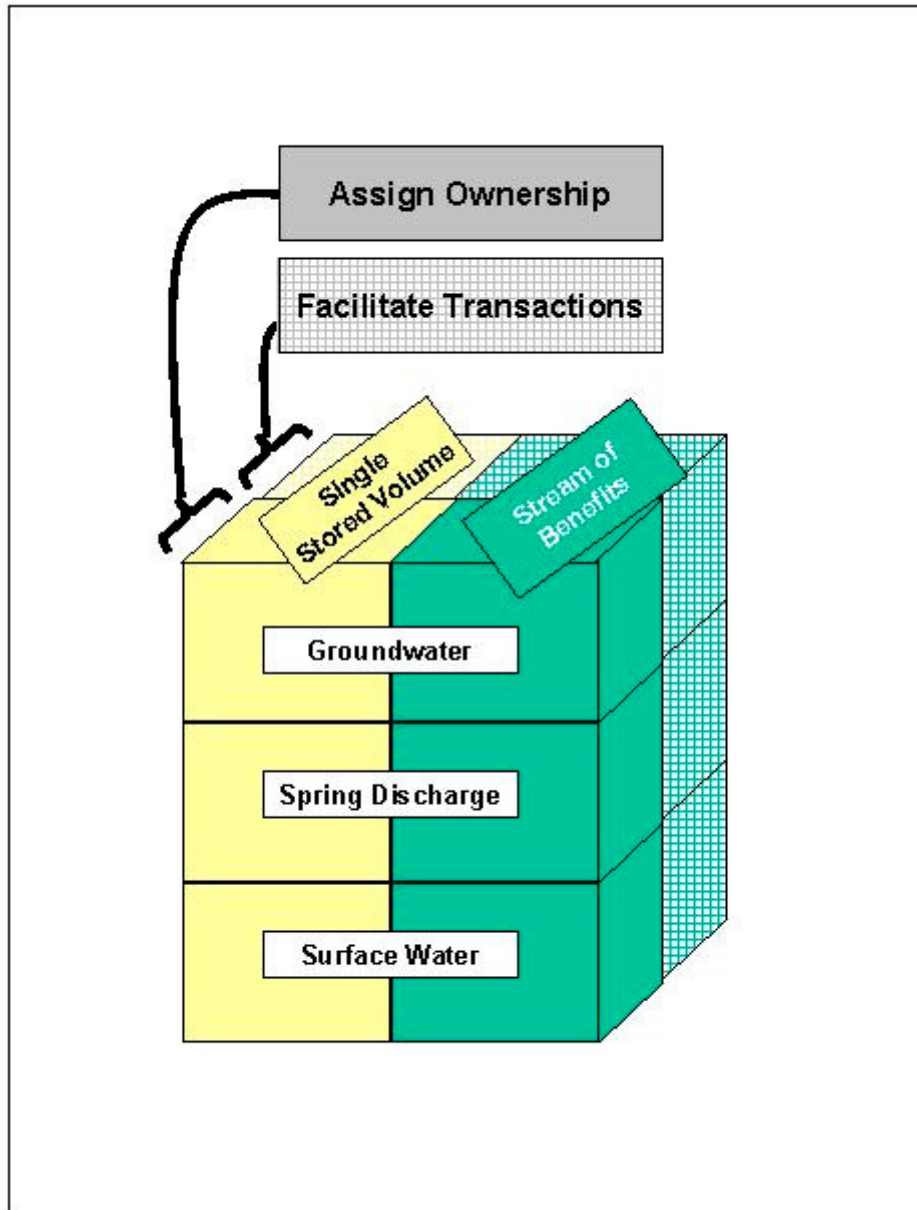 Assign Ownership
Facilitate Transactions
Single
Stored Volume
Stream of
Benefits
Groundwater
Spring Discharge
Surface Water